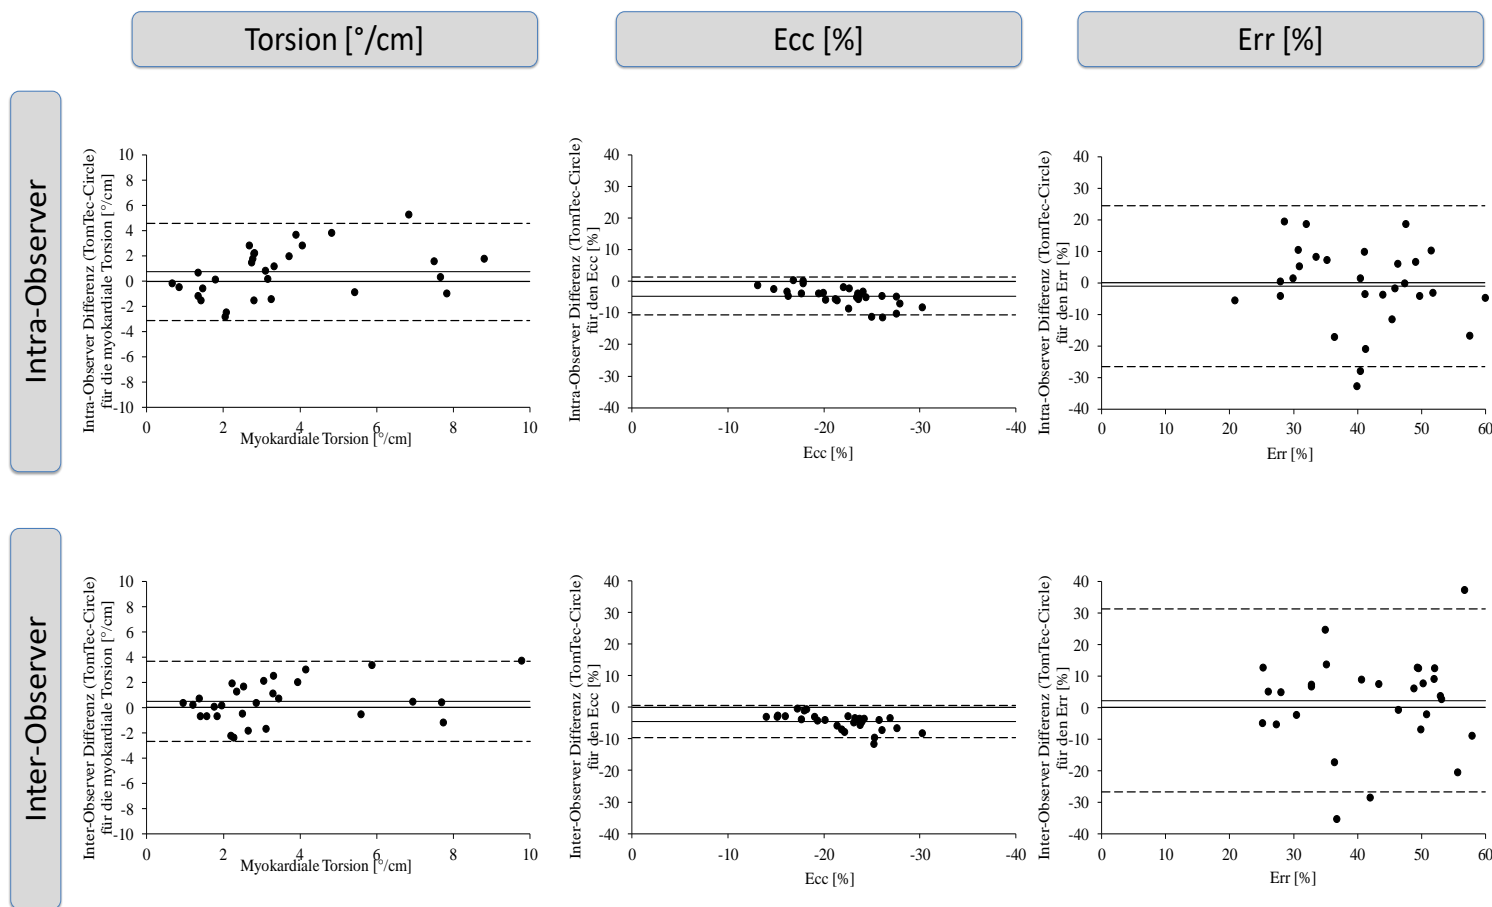 Torsion [°/cm]
Ecc [%]
Err [%]
Intra-Observer
Intra-Observer Differenz (TomTec-Circle)
für die myokardiale Torsion [°/cm]
10
8
6
4
2
0
-2
-4
-6
-8
-10
0 2 4 6 8 10
Myokardiale Torsion [°/cm]
Intra-Observer Differenz (TomTec-Circle)
für den Ecc [%]
40
30
20
10
0
-10
-20
-30
-40
0 -10 -20 -30 -40
Ecc [%]
Intra-Observer Differenz (TomTec-Circle)
für den Err [%]
40
30
20
10
0
-10
-20
-30
-40
0 10 20 30 40 50 60
Err [%]
Inter-Observer
Inter-Observer Differenz (TomTec-Circle)
für die myokardiale Torsion [°/cm]
10
8
6
4
2
0
-2
-4
-6
-8
-10
0 2 4 6 8 10
Myokardiale Torsion [°/cm]
Inter-Observer Differenz (TomTec-Circle)
für den Ecc [%]
40
30
20
10
0
-10
-20
-30
-40
0 -10 -20 -30 -40
Ecc [%]
Inter-Observer Differenz (TomTec-Circle)
für den Err [%]
40
30
20
10
0
-10
-20
-30
-40
0 10 20 30 40 50 60
Err [%]